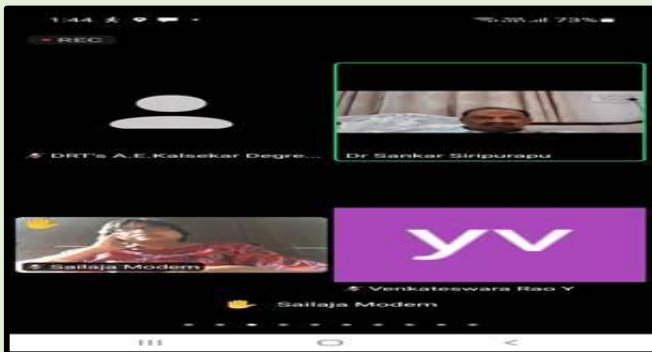 1:44
73%
REC
DRT's A.E.Kalsekar Degre...
Dr Sankar Siripurapu
Sailaja Modem
YV
Venkateswara Rao Y
Sailaja Modem